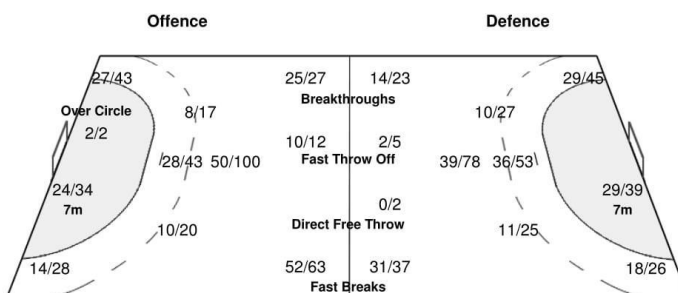 Offence Defence
27/43 25/27 14/23 29/45
Breakthroughs
Over Circle 8/17 10/27
2/2 10/12 2/5
28/43 50/100 Fast Throw Off 39/78 36/53
24/34 29/39
7m 0/2 7m
Direct Free Throw
10/20 11/25
14/28 52/63 31/37 18/26
Fast Breaks